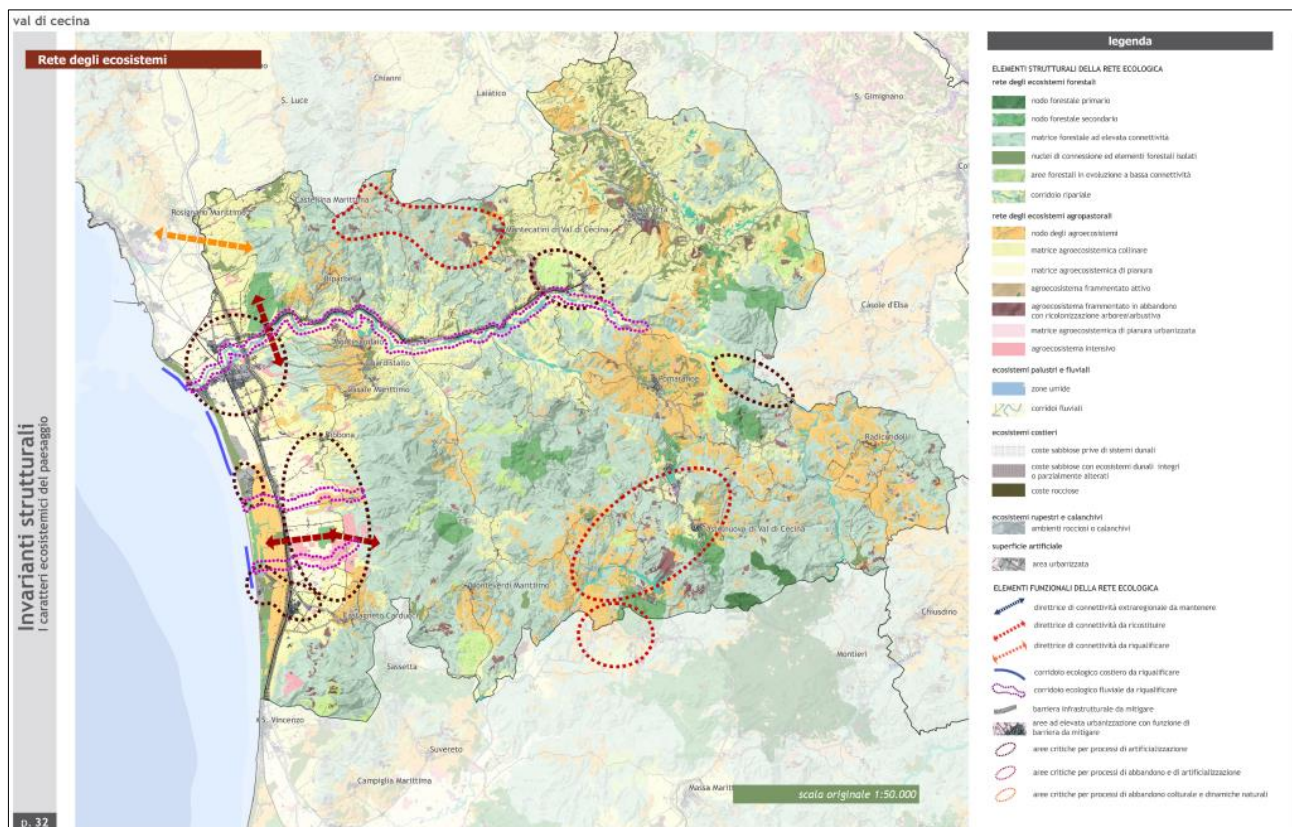 val di cecina
Rete degli ecosistemi
Invarianti strutturali
I caratteri ecosistemici del paesaggio
p. 32
Chianni
S. Luce
Laiatico
S. Gimignano
Rosignano Marittimo
Castellina Marittima
Montecatini di Val di Cecina
Riparbella
Càsole d'Elsa
Montescudaio
Guardistallo
Casale Marittimo
Pomarance
Bibbona
Radicondoli
Castelnuovo di Val di Cecina
Monteverdi Marittimo
Castagneto Carducci
Sassetta
Chiusdino
Montieri
S. Vincenzo
Suvereto
Campiglia Marittima
Massa Maritt
scala originale 1:50.000
legenda
ELEMENTI STRUTTURALI DELLA RETE ECOLOGICA
rete degli ecosistemi forestali
nodo forestale primario
nodo forestale secondario
matrice forestale ad elevata connettività
nuclei di connessione ed elementi forestali isolati
aree forestali in evoluzione a bassa connettività
corridoio ripariale
rete degli ecosistemi agropastorali
nodo degli agroecosistemi
matrice agroecosistemica collinare
matrice agroecosistemica di pianura
agroecosistema frammentato attivo
agroecosistema frammentato in abbandono
con ricolonizzazione arborea/arbustiva
matrice agroecosistemica di pianura urbanizzata
agroecosistema intensivo
ecosistemi palustri e fluviali
zone umide
corridoi fluviali
ecosistemi costieri
coste sabbiose prive di sistemi dunali
coste sabbiose con ecosistemi dunali integri
o parzialmente alterati
coste rocciose
ecosistemi rupestri e calanchivi
ambienti rocciosi o calanchivi
superficie artificiale
area urbanizzata
ELEMENTI FUNZIONALI DELLA RETE ECOLOGICA
direttrice di connettività extraregionale da mantenere
direttrice di connettività da ricostituire
direttrice di connettività da riqualificare
corridoio ecologico costiero da riqualificare
corridoio ecologico fluviale da riqualificare
barriera infrastrutturale da mitigare
aree ad elevata urbanizzazione con funzione di
barriera da mitigare
aree critiche per processi di artificializzazione
aree critiche per processi di abbandono e di artificializzazione
aree critiche per processi di abbandono colturale e dinamiche naturali